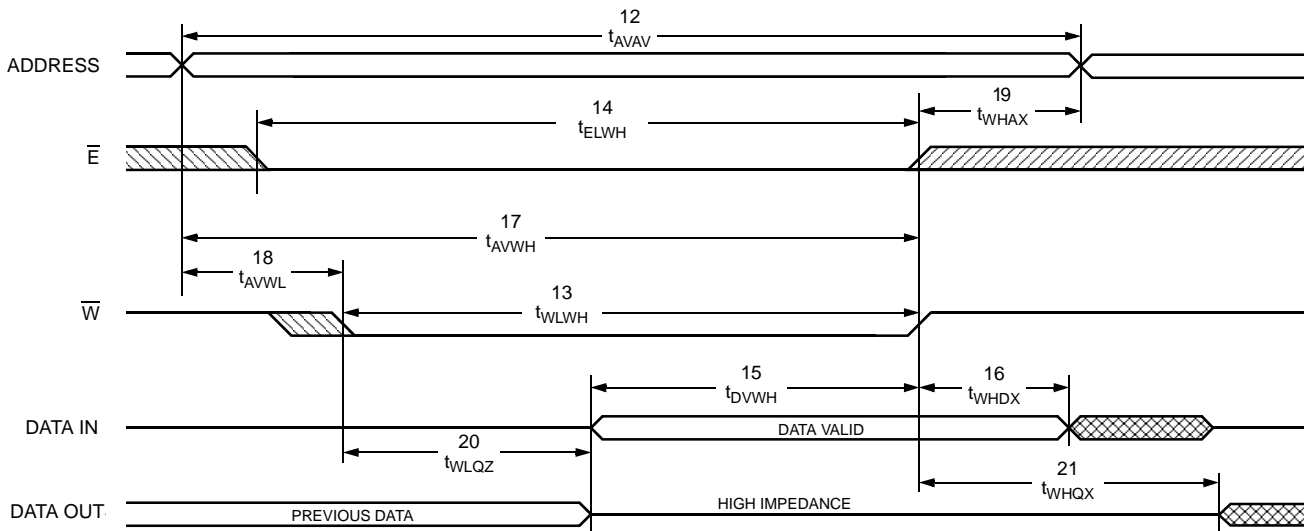 12
tAVAV
ADDRESS
14
tELWH
19
tWHAX
E
17
tAVWH
18
tAVWL
W
13
tWLWH
15
tDVWH
16
tWHDX
DATA IN
DATA VALID
20
tWLQZ
21
tWHQX
DATA OUT
PREVIOUS DATA
HIGH IMPEDANCE